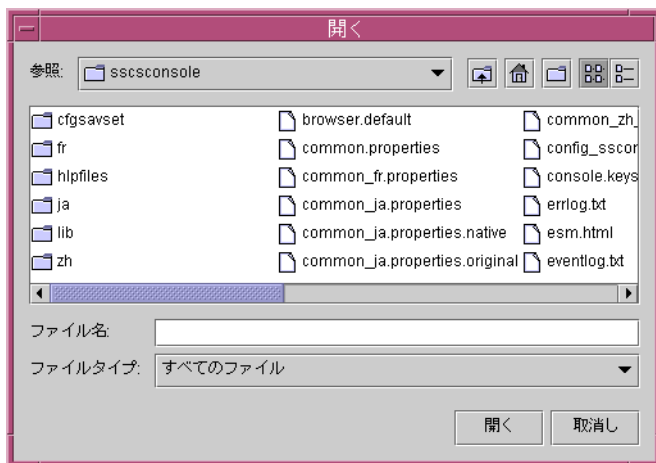 開く
参照: sscsconsole
cfgsavset
fr
hlpfiles
ja
lib
zh
browser.default
common.properties
common_fr.properties
common_ja.properties
common_ja.properties.native
common_ja.properties.original
common_zh_
config_sscor
console.keys
errlog.txt
esm.html
eventlog.txt
ファイル名:
ファイルタイプ: すべてのファイル
開く 取消し